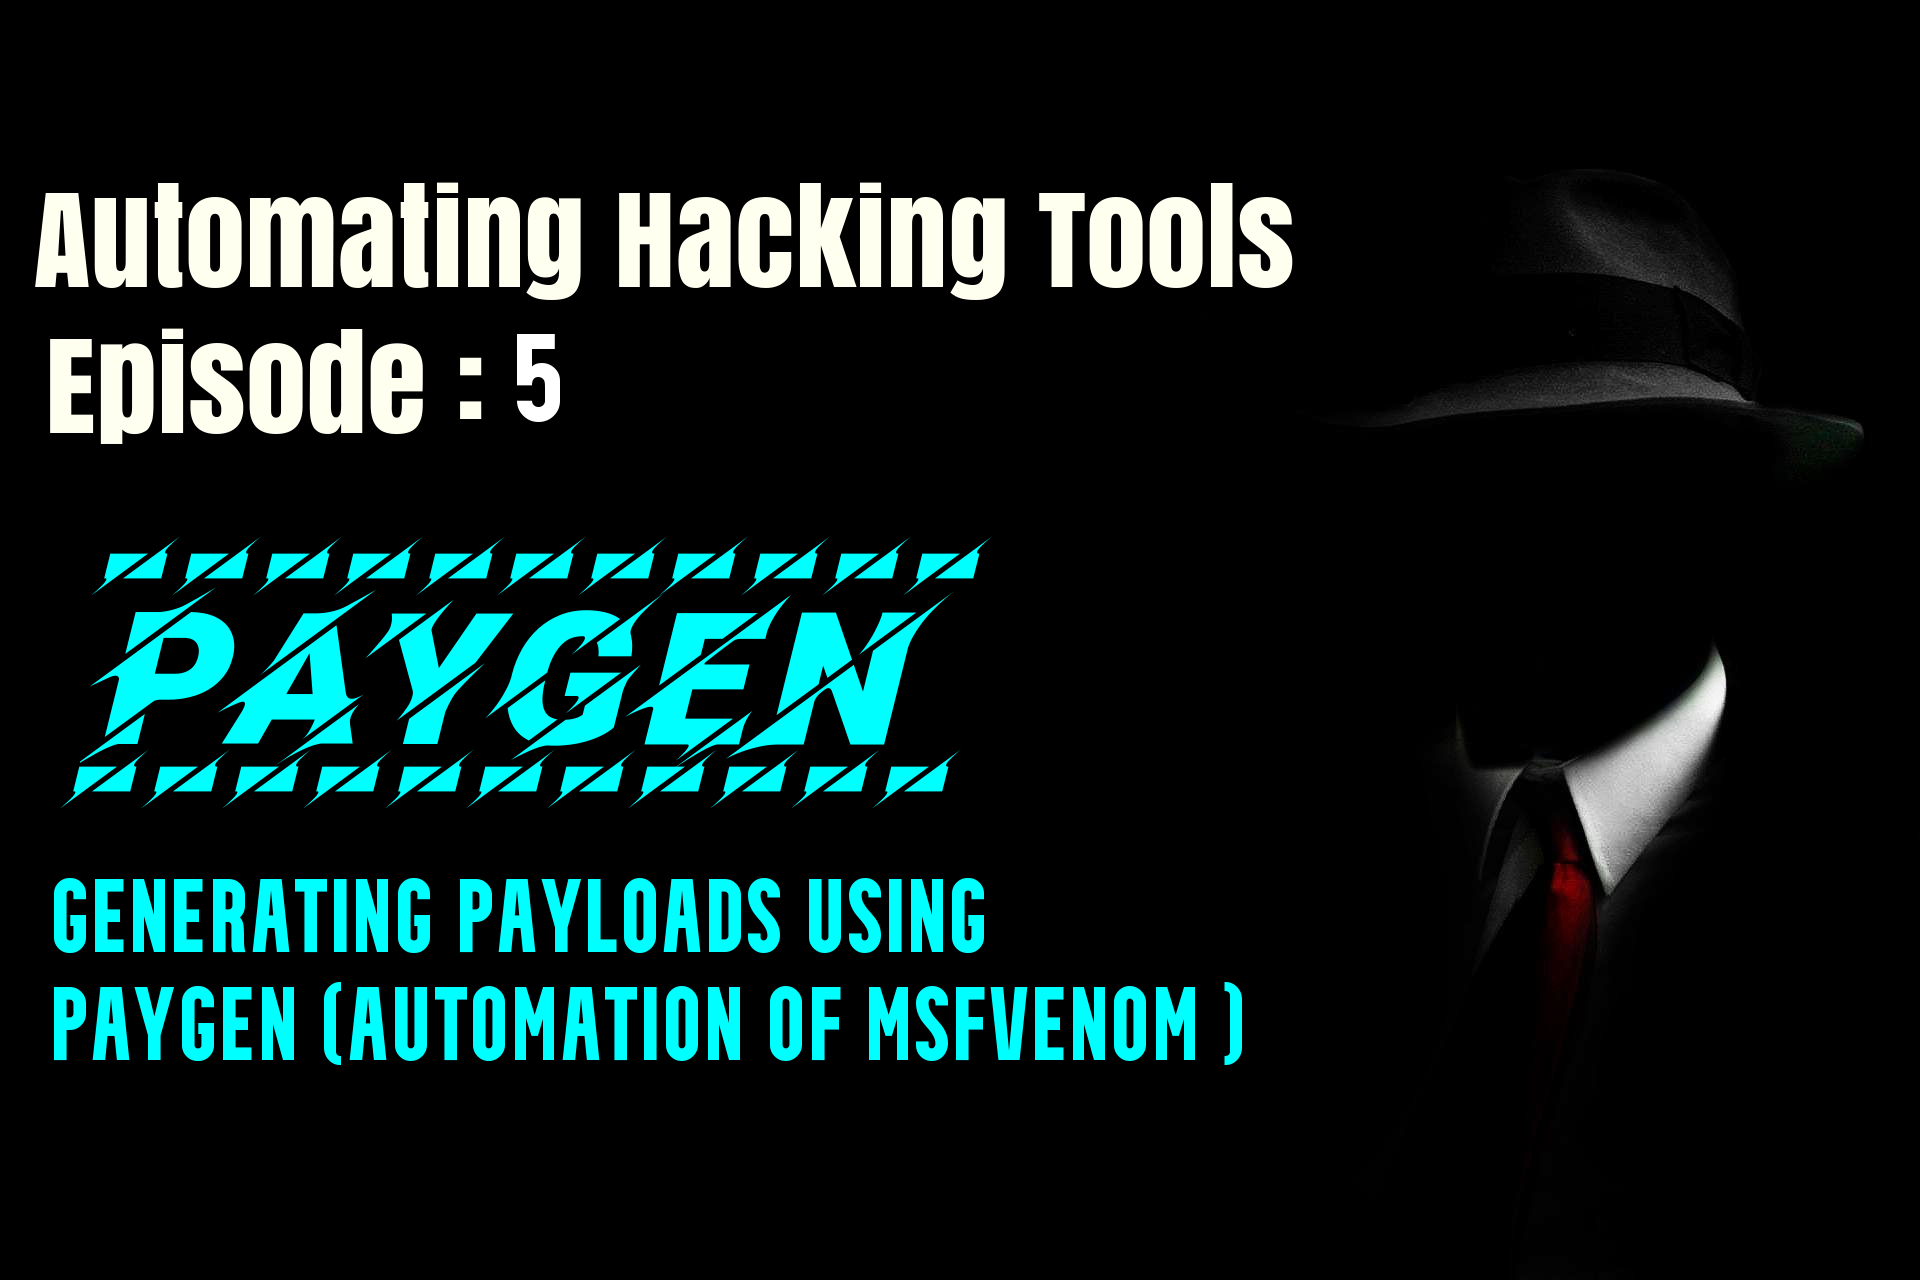 Automating Hacking Tools
Episode : 5
PAYGEN
GENERATING PAYLOADS USING
PAYGEN (AUTOMATION OF MSFVENOM )